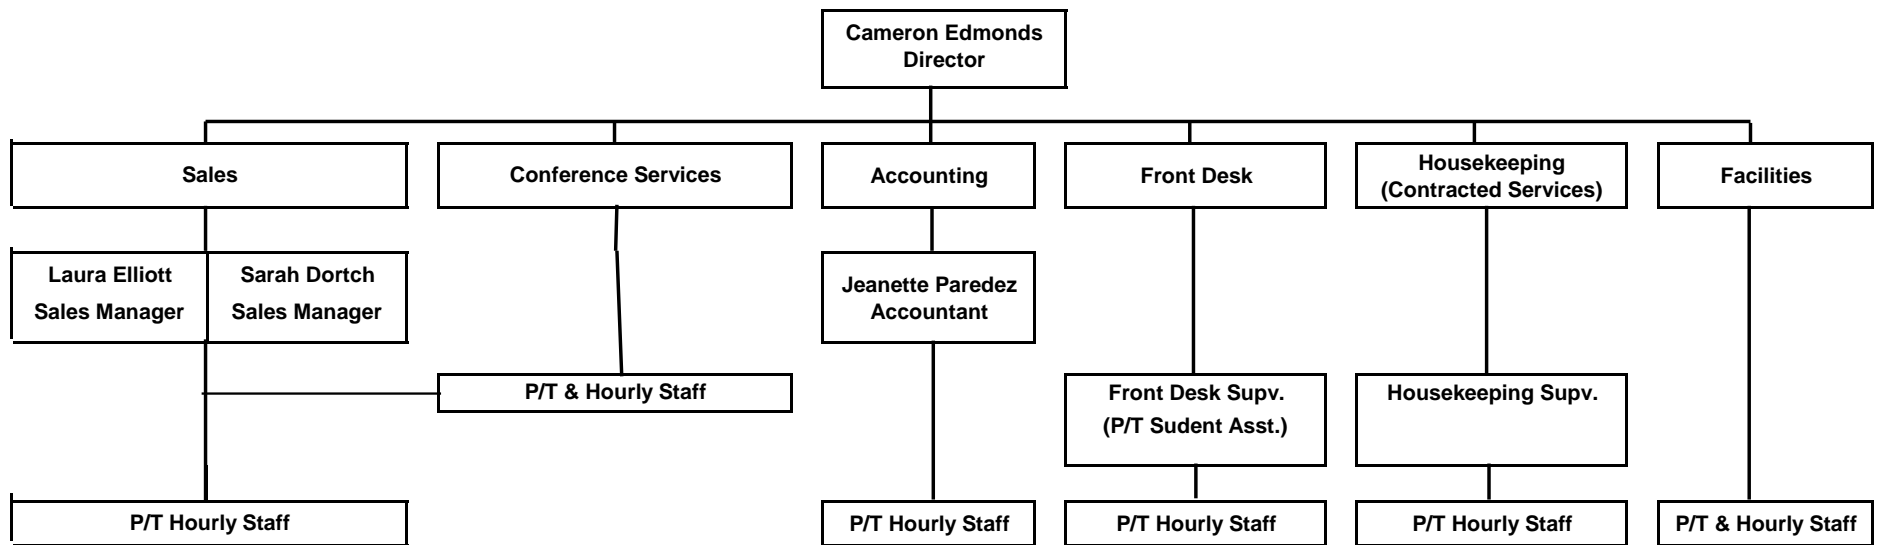 Cameron Edmonds
Director
Sales
Conference Services
Accounting
Front Desk
Housekeeping
(Contracted Services)
Facilities
Laura Elliott
Sales Manager
Sarah Dortch
Sales Manager
Jeanette Paredez
Accountant
P/T & Hourly Staff
Front Desk Supv.
(P/T Sudent Asst.)
Housekeeping Supv.
P/T Hourly Staff
P/T Hourly Staff
P/T Hourly Staff
P/T Hourly Staff
P/T & Hourly Staff